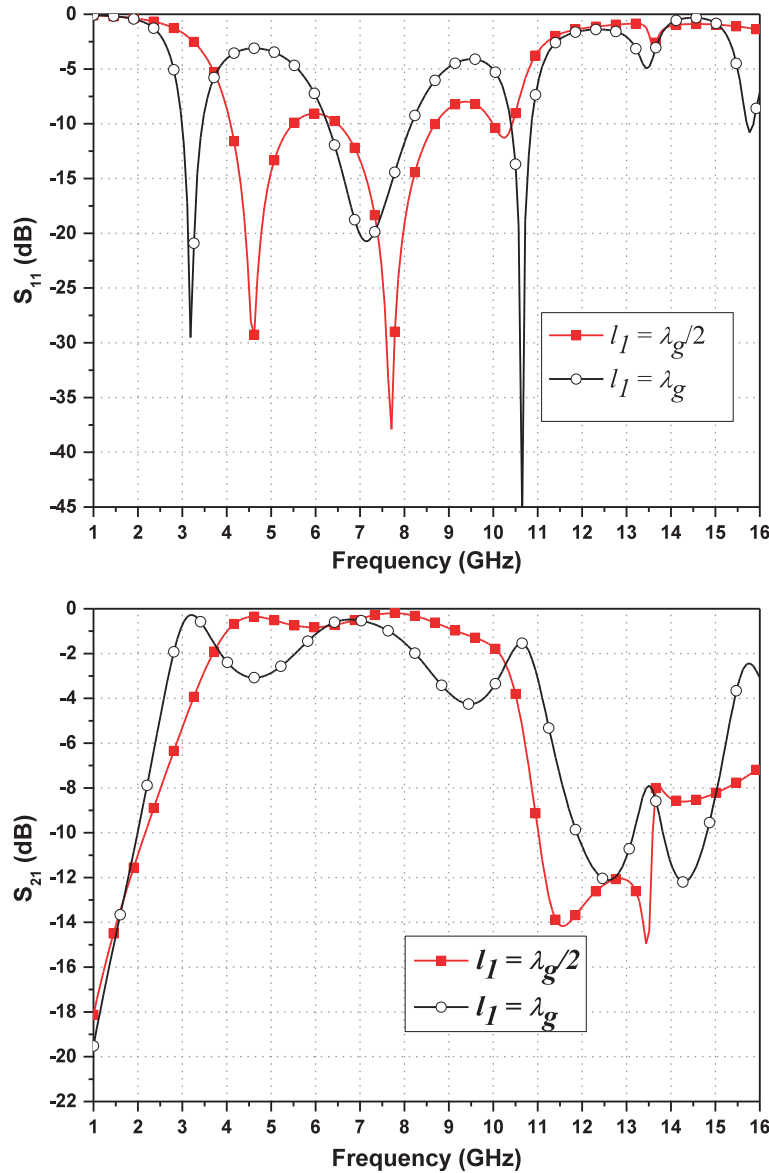 0
-5
-10
-15
-20
-25
-30
-35
-40
-45
S11 (dB)
l1 = λg/2
l1 = λg
1 2 3 4 5 6 7 8 9 10 11 12 13 14 15 16
Frequency (GHz)
0
-2
-4
-6
-8
-10
-12
-14
-16
-18
-20
-22
S21 (dB)
l1 = λg/2
l1 = λg
1 2 3 4 5 6 7 8 9 10 11 12 13 14 15 16
Frequency (GHz)